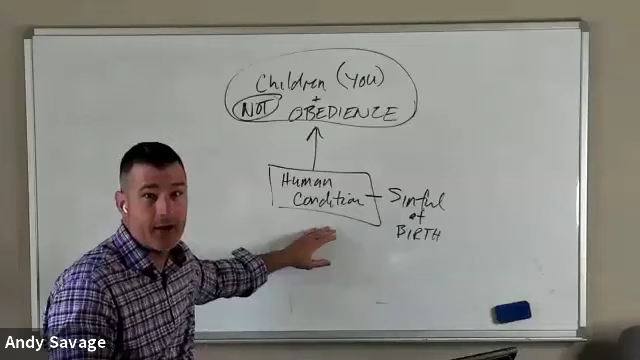 Children (YOU)
+
NOT OBEDIENCE
Human
Condition - Sinful
at
BIRTH
Andy Savage